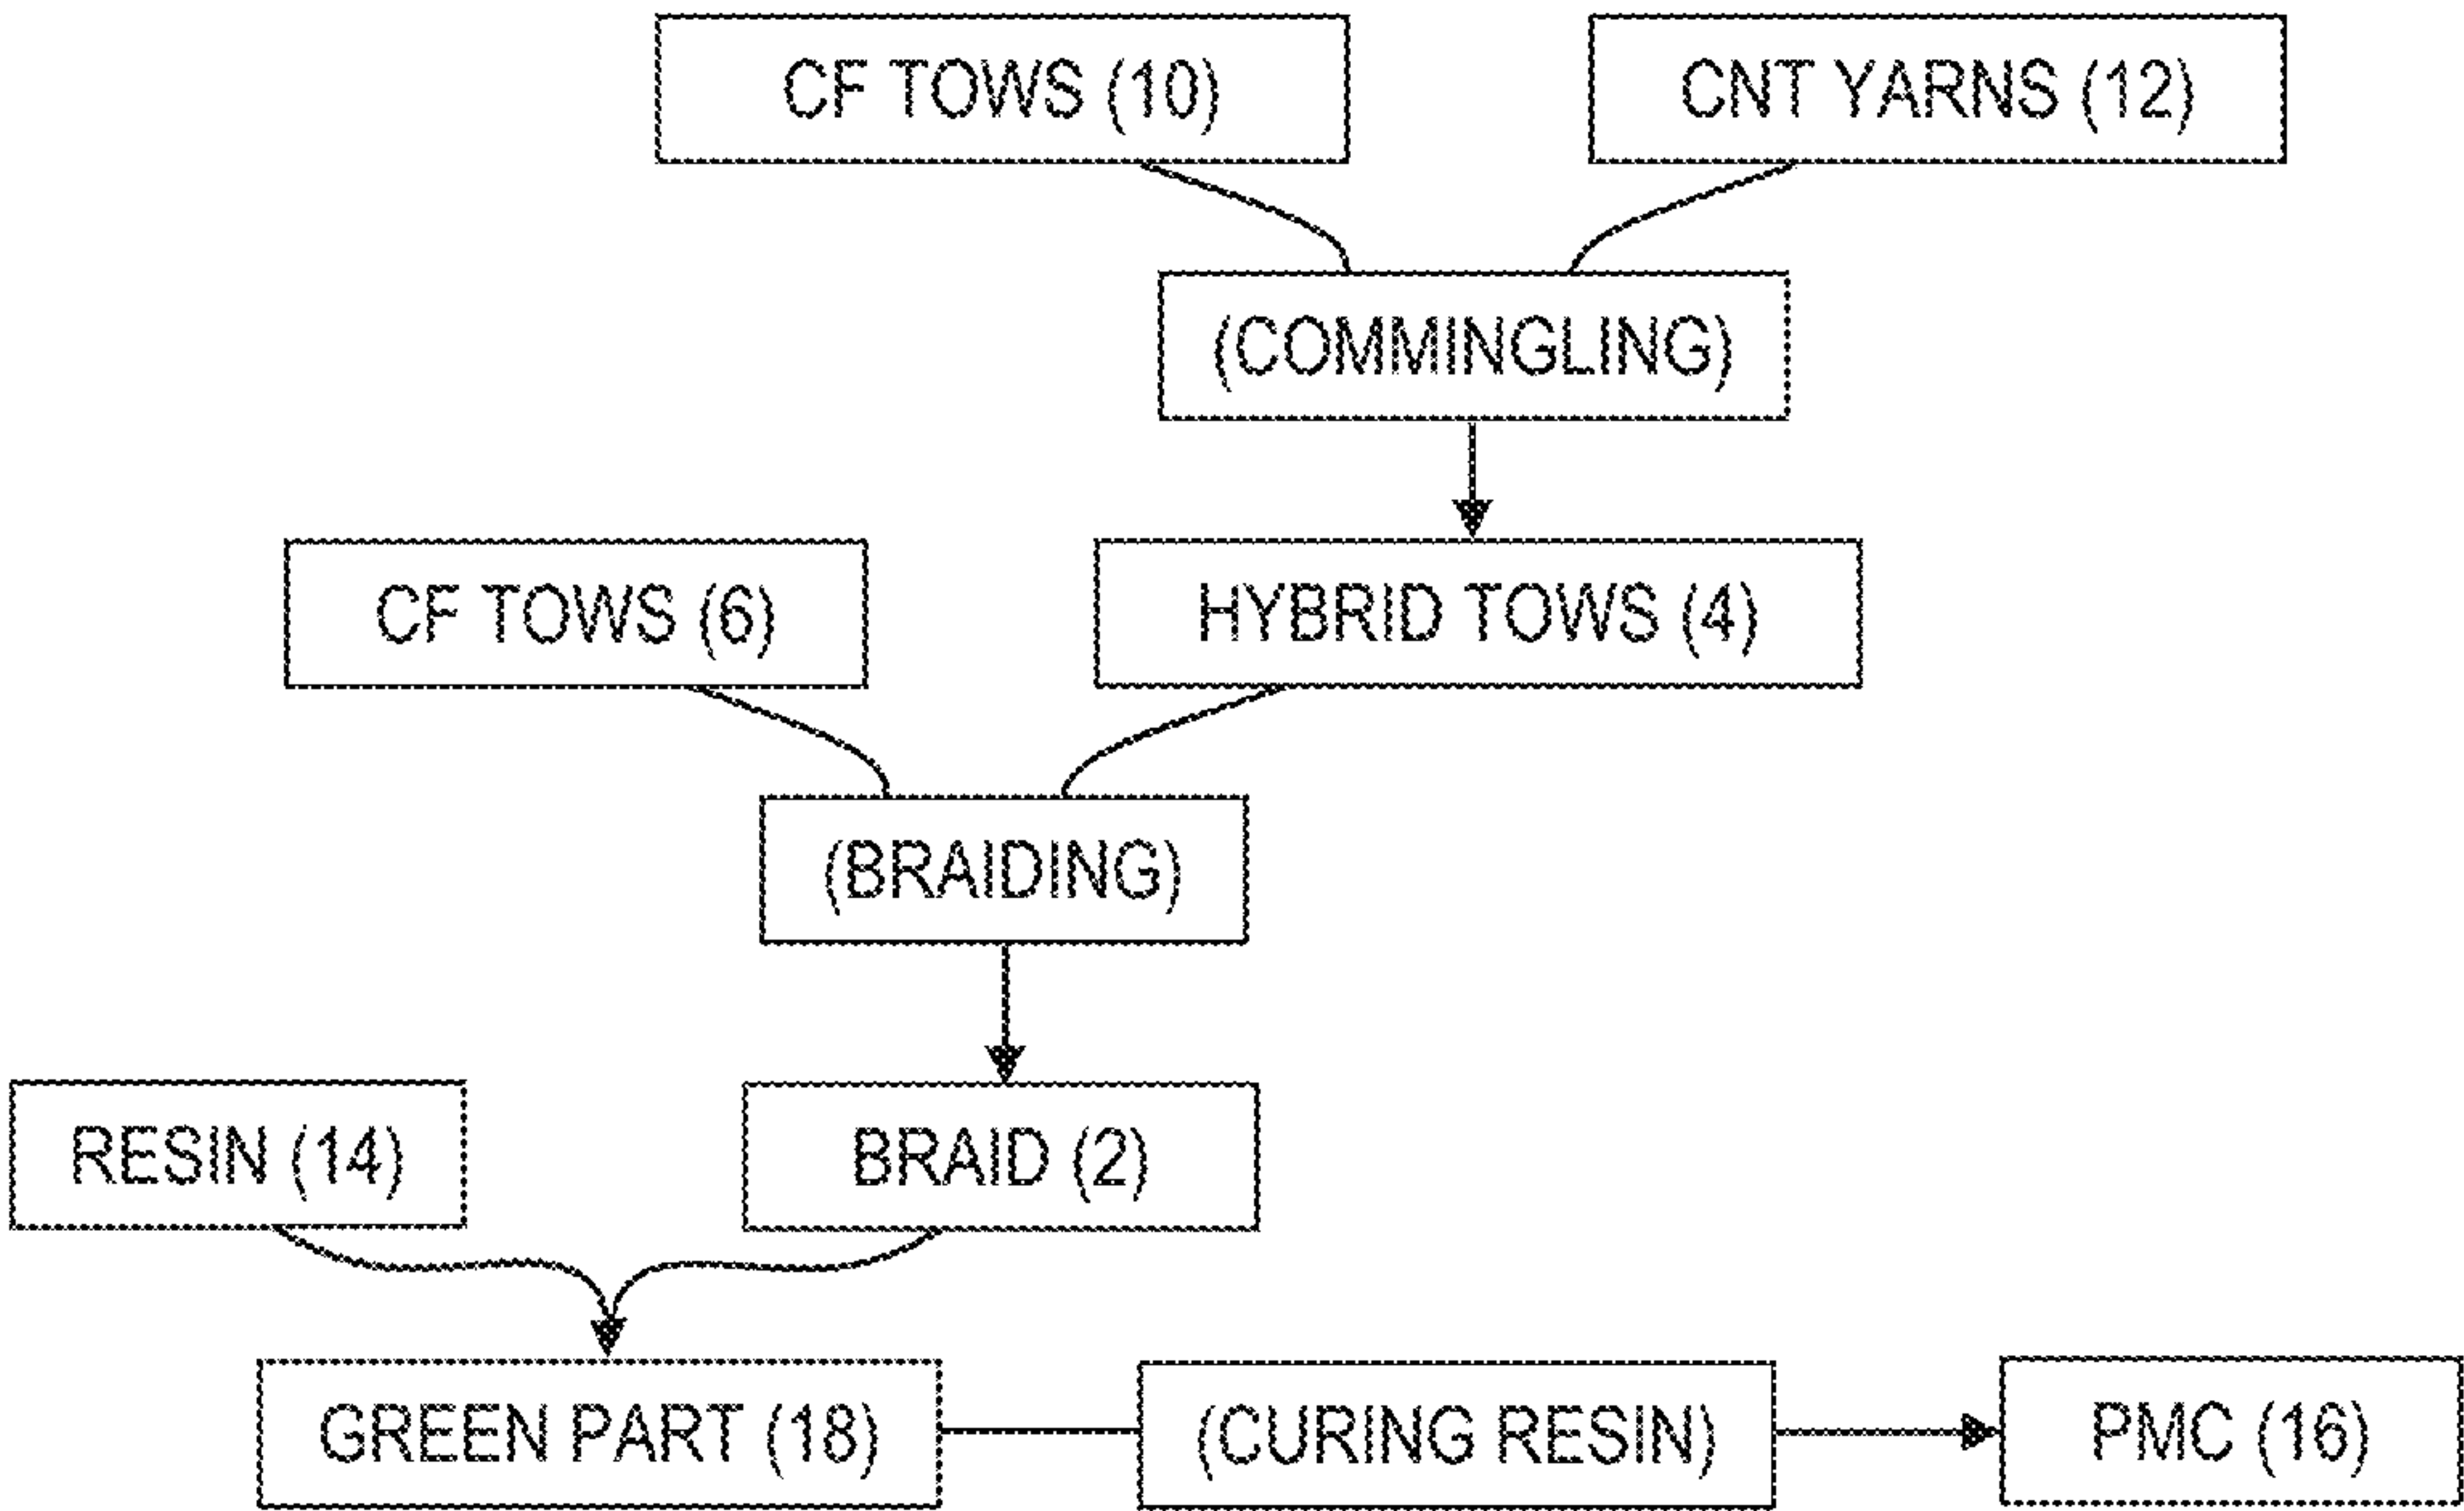 CF TOWS (10)
CNT YARNS (12)
(COMMINGLING)
CF TOWS (6)
HYBRID TOWS (4)
(BRAIDING)
RESIN (14)
BRAID (2)
GREEN PART (18)
(CURING RESIN)
PMC (16)